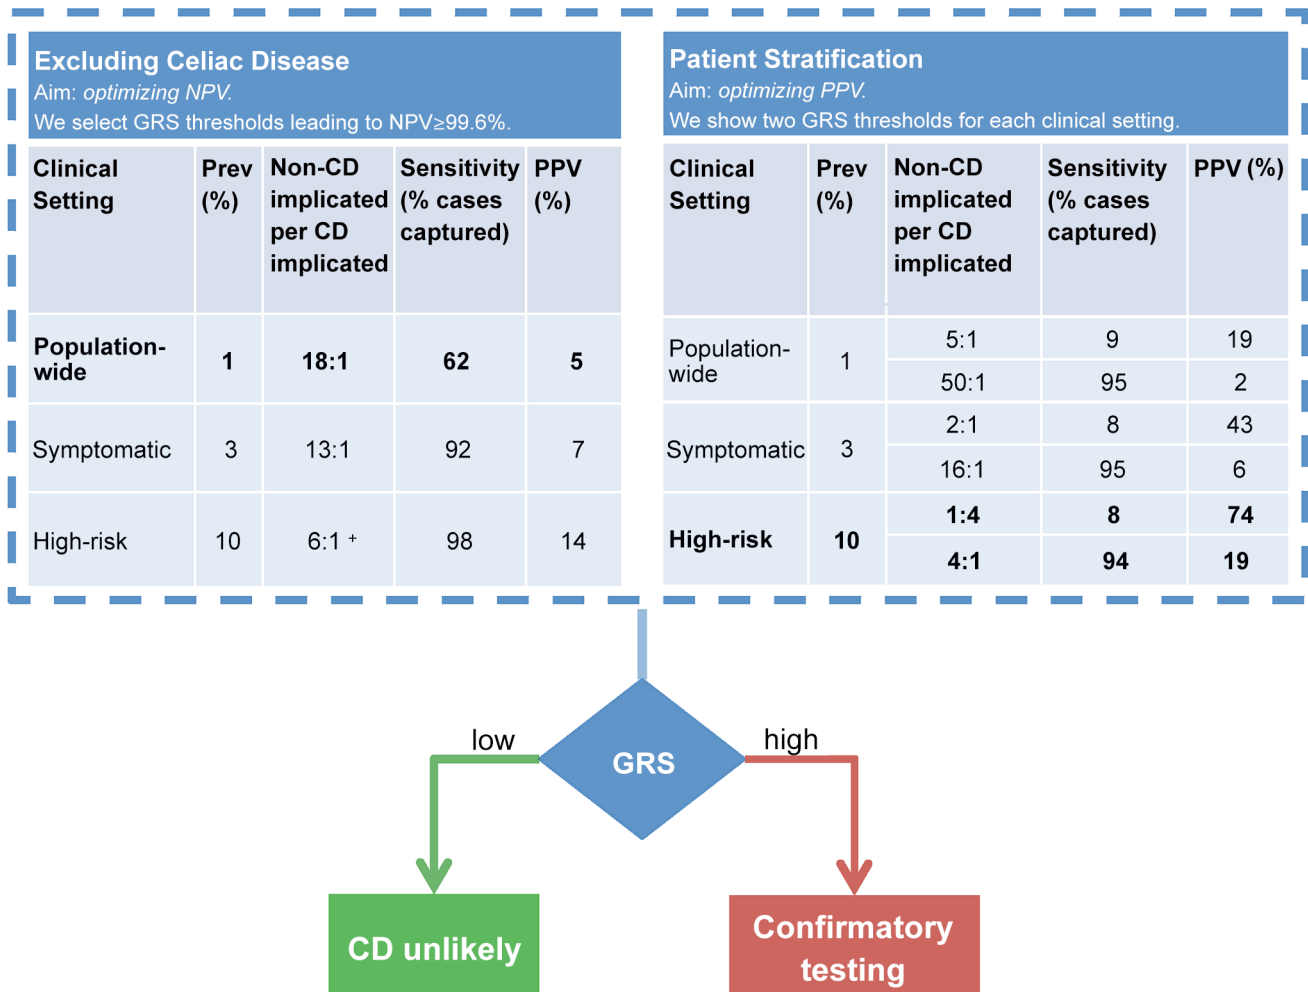 Excluding Celiac Disease
Aim: optimizing NPV.
We select GRS thresholds leading to NPV≥99.6%.
Clinical Setting Prev (%) Non-CD implicated per CD implicated Sensitivity (% cases captured) PPV (%)
Population-wide 1 18:1 62 5
Symptomatic 3 13:1 92 7
High-risk 10 6:1 + 98 14
Patient Stratification
Aim: optimizing PPV.
We show two GRS thresholds for each clinical setting.
Clinical Setting Prev (%) Non-CD implicated per CD implicated Sensitivity (% cases captured) PPV (%)
Population-wide 1 5:1 9 19
50:1 95 2
Symptomatic 3 2:1 8 43
16:1 95 6
High-risk 10 1:4 8 74
4:1 94 19
low
high
GRS
CD unlikely
Confirmatory
testing